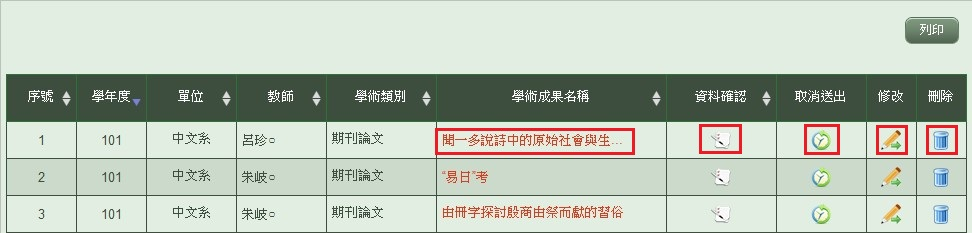 列印
序號 學年度 單位 教師 學術類別 學術成果名稱 資料確認 取消送出 修改 刪除
1 101 中文系 呂珍○ 期刊論文 聞一多說詩中的原始社會與生...
2 101 中文系 朱岐○ 期刊論文 “易日”考
3 101 中文系 朱岐○ 期刊論文 由冊字探討殷商由祭而獻的習俗